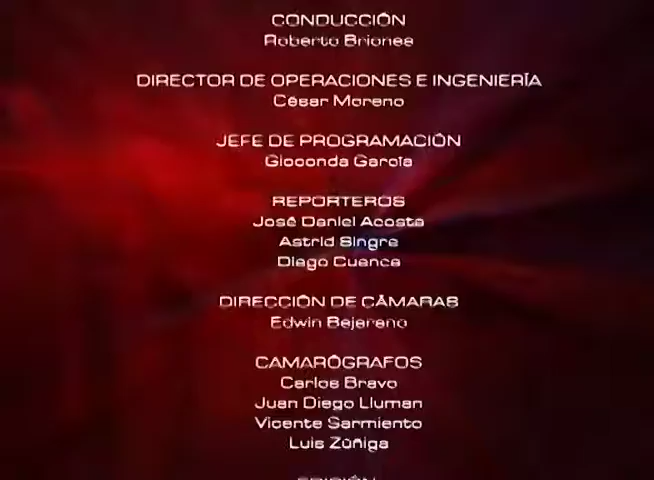 CONDUCCIÓN
Roberto Briones
DIRECTOR DE OPERACIONES E INGENIERÍA
César Moreno
JEFE DE PROGRAMACIÓN
Gioconda García
REPORTEROS
José Daniel Acosta
Astrid Singre
Diego Cuenca
DIRECCIÓN DE CÁMARAS
Edwin Bejarano
CAMARÓGRAFOS
Carlos Bravo
Juan Diego Lluman
Vicente Sarmiento
Luis Zúñiga